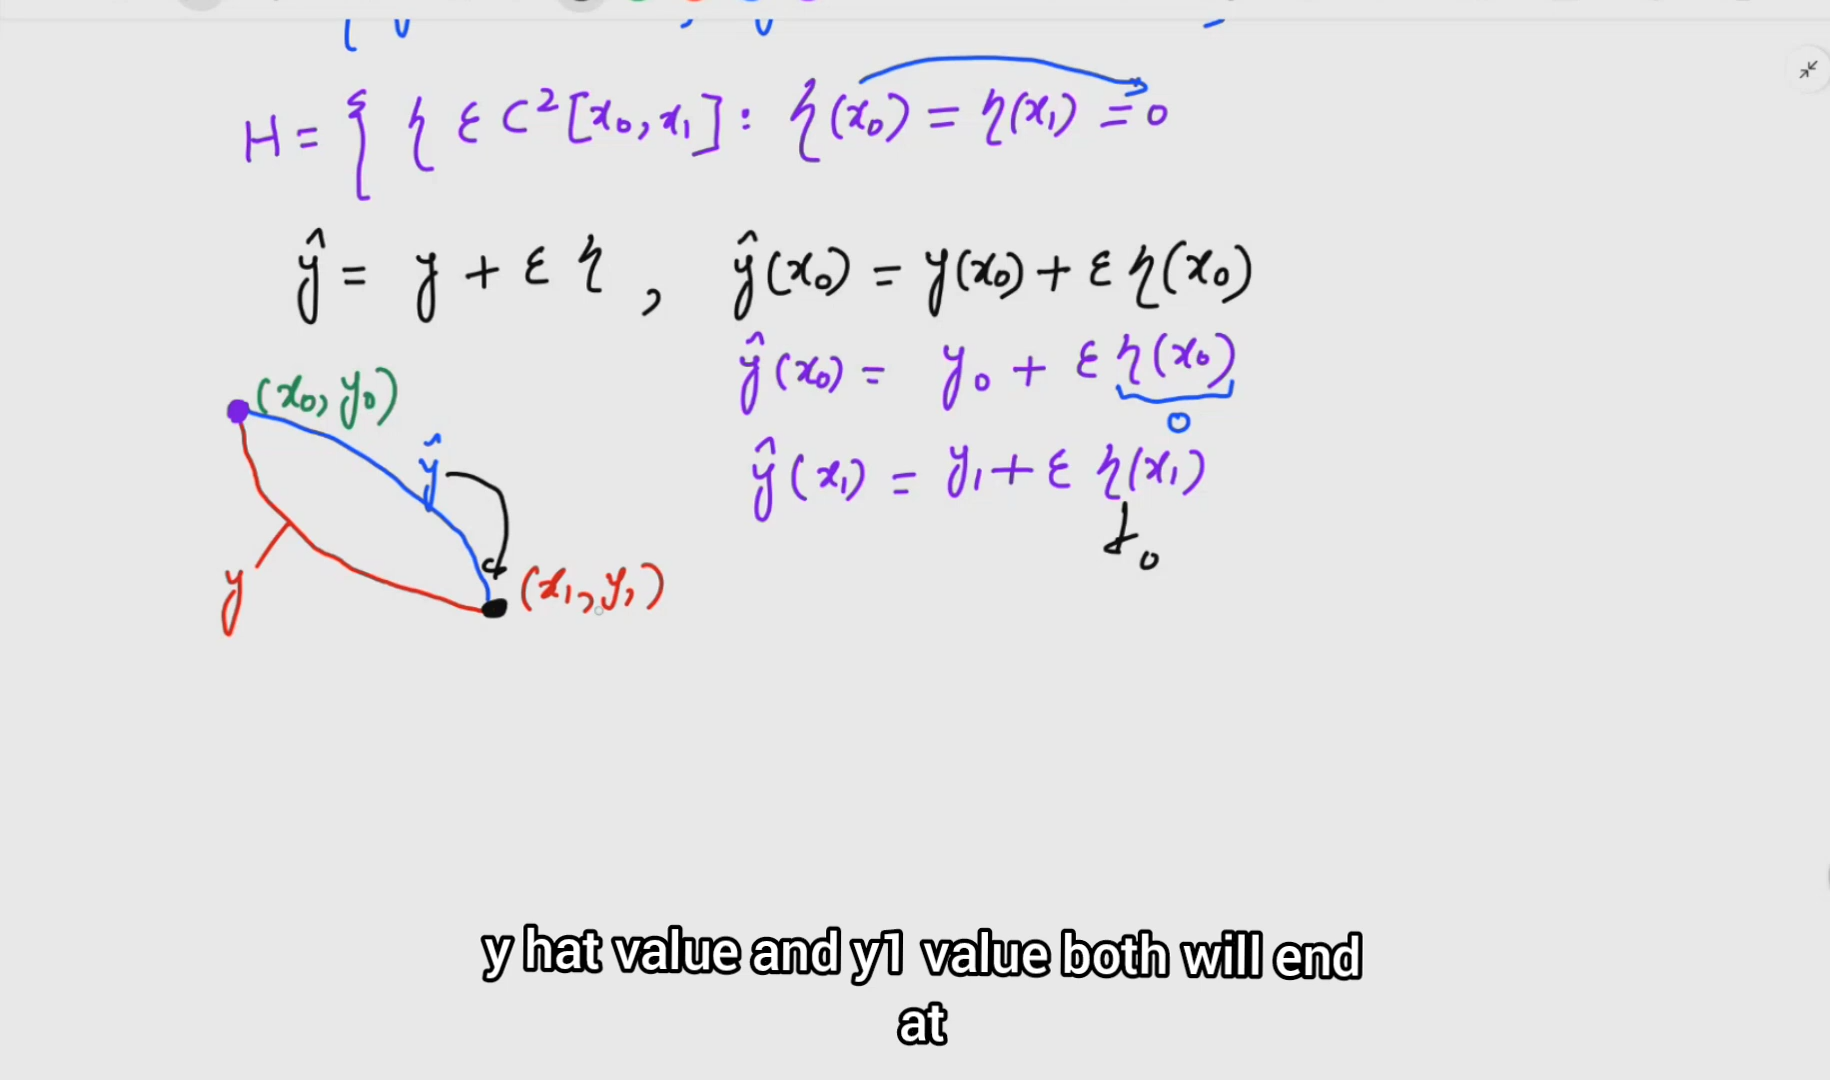 H = { η ε C²[x₀, x₁] : η(x₀) = η(x₁) = 0
ŷ = y + ε η , ŷ(x₀) = y(x₀) + ε η(x₀)
ŷ(x₀) = y₀ + ε η(x₀)
0
ŷ(x₁) = y₁ + ε η(x₁)
0
(x₀, y₀)
ŷ
y
(x₁, y₁)
y hat value and y1 value both will end
at